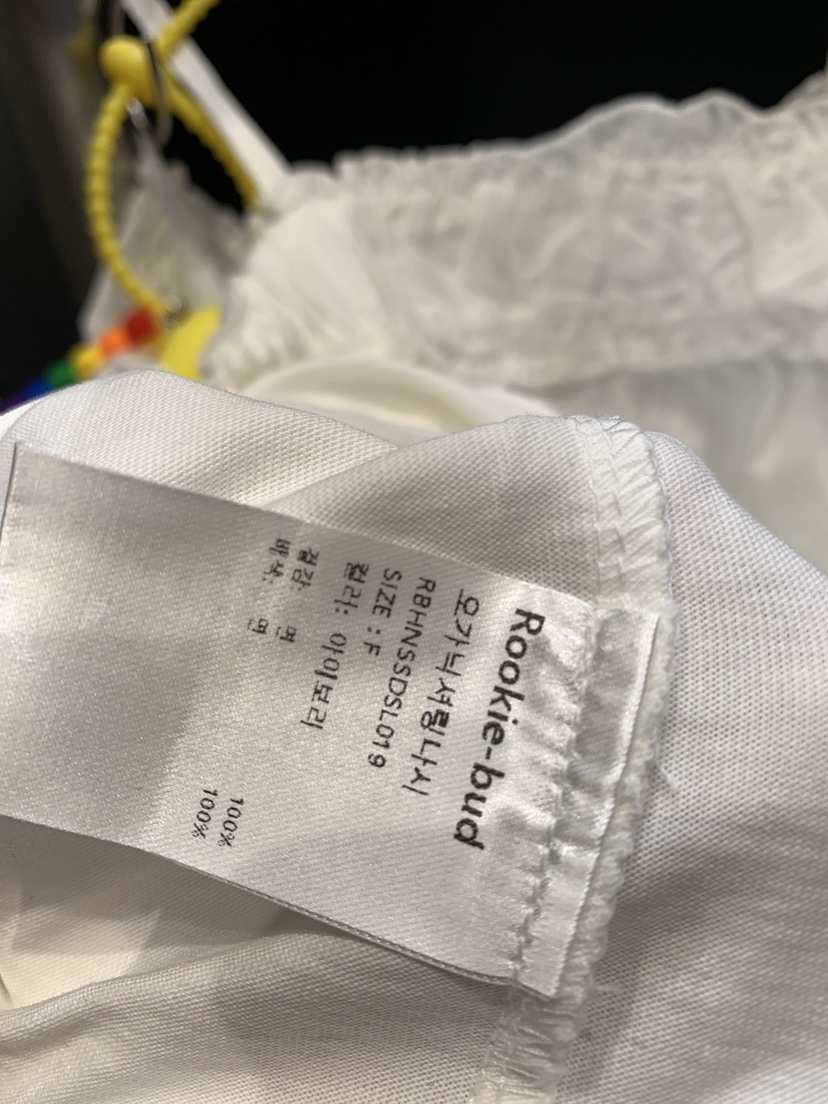 Rookie-bud
오가닉셔링나시
RBHNSSDSL019
SIZE : F
컬러: 아이보리
겉감: 면 100%
배색: 면 100%